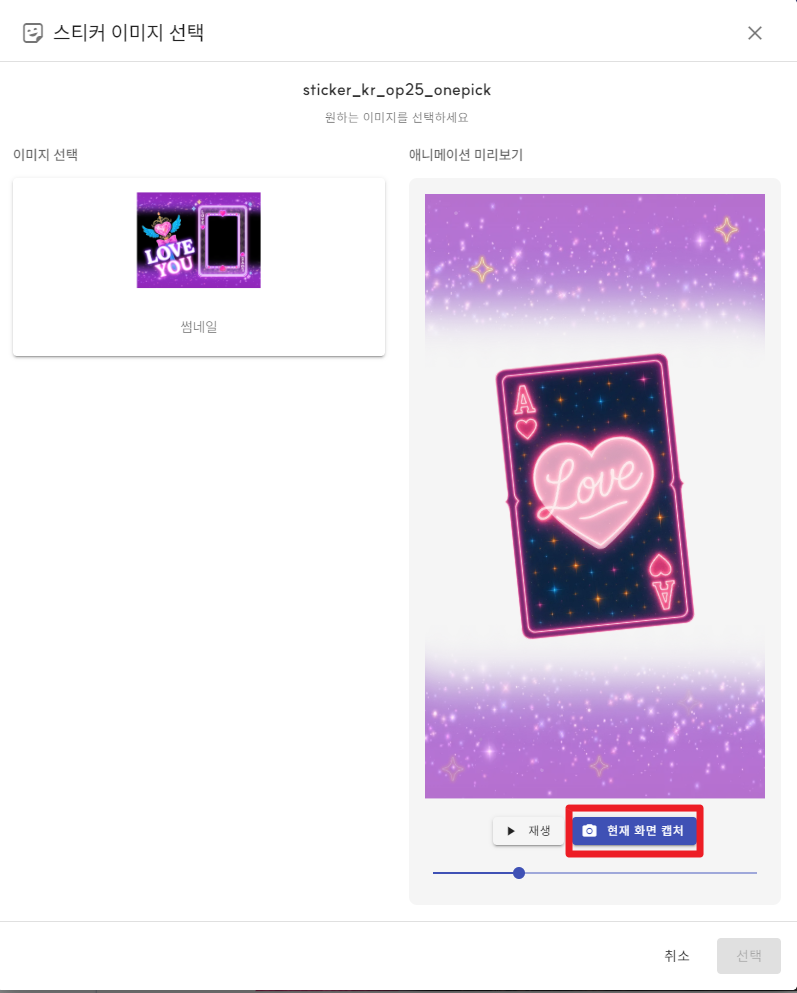 스티커 이미지 선택
sticker_kr_op25_onepick
원하는 이미지를 선택하세요
이미지 선택
애니메이션 미리보기
LOVE
YOU
썸네일
A
Love
A
재생
현재 화면 캡처
취소
선택